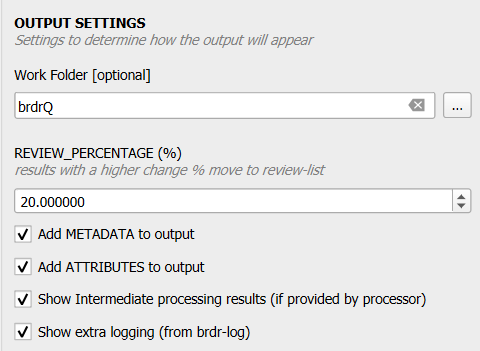 OUTPUT SETTINGS
Settings to determine how the output will appear
Work Folder [optional]
brdrQ
...
REVIEW_PERCENTAGE (%)
results with a higher change % move to review-list
20.000000
Add METADATA to output
Add ATTRIBUTES to output
Show Intermediate processing results (if provided by processor)
Show extra logging (from brdr-log)